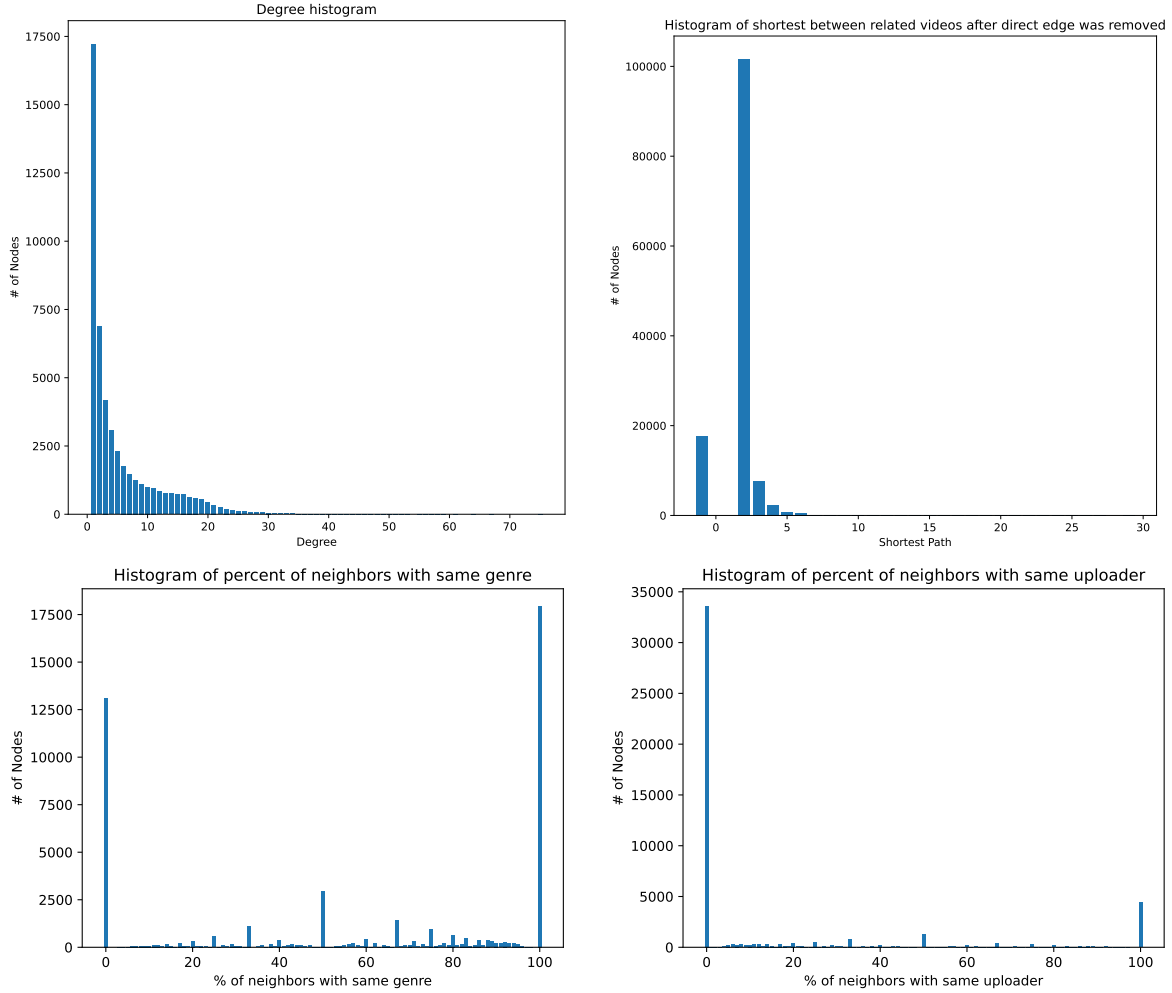 Degree histogram
17500
15000
12500
10000
7500
5000
2500
0
# of Nodes
0 10 20 30 40 50 60 70
Degree
Histogram of shortest between related videos after direct edge was removed
100000
80000
60000
40000
20000
0
# of Nodes
0 5 10 15 20 25 30
Shortest Path
Histogram of percent of neighbors with same genre
17500
15000
12500
10000
7500
5000
2500
0
# of Nodes
0 20 40 60 80 100
% of neighbors with same genre
Histogram of percent of neighbors with same uploader
35000
30000
25000
20000
15000
10000
5000
0
# of Nodes
0 20 40 60 80 100
% of neighbors with same uploader